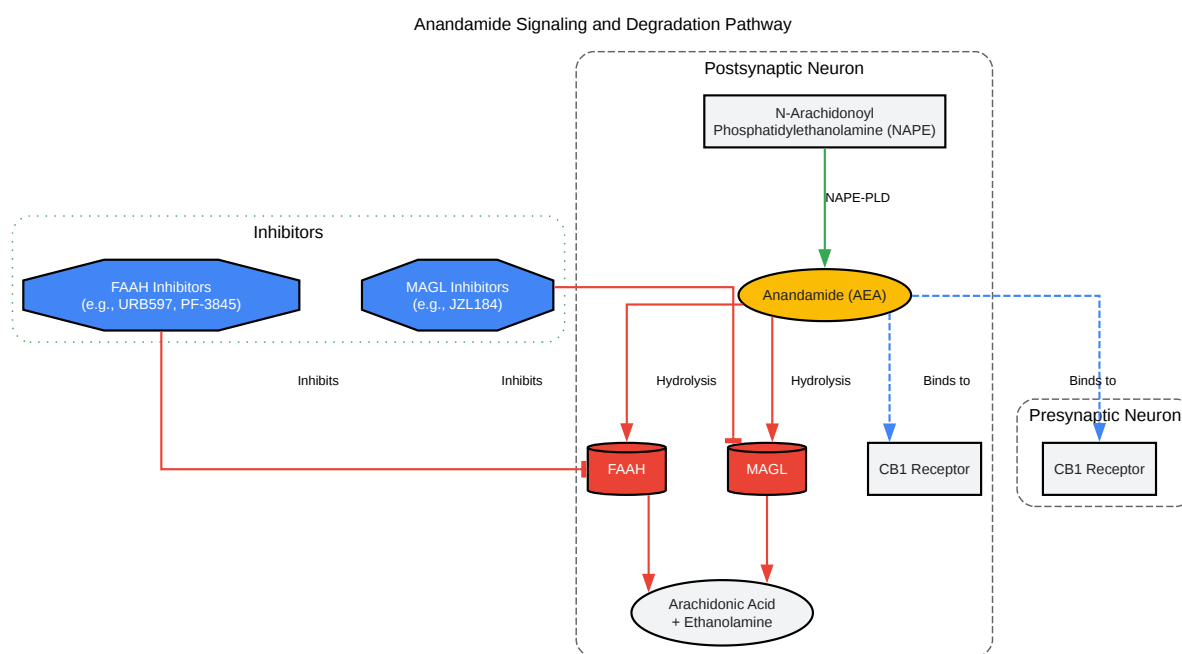 Anandamide Signaling and Degradation Pathway
Postsynaptic Neuron
N-Arachidonoyl
Phosphatidylethanolamine (NAPE)
NAPE-PLD
Inhibitors
FAAH Inhibitors
(e.g., URB597, PF-3845)
MAGL Inhibitors
(e.g., JZL184)
Anandamide (AEA)
Inhibits
Inhibits
Hydrolysis
Hydrolysis
Binds to
Binds to
Presynaptic Neuron
FAAH
MAGL
CB1 Receptor
CB1 Receptor
Arachidonic Acid
+ Ethanolamine